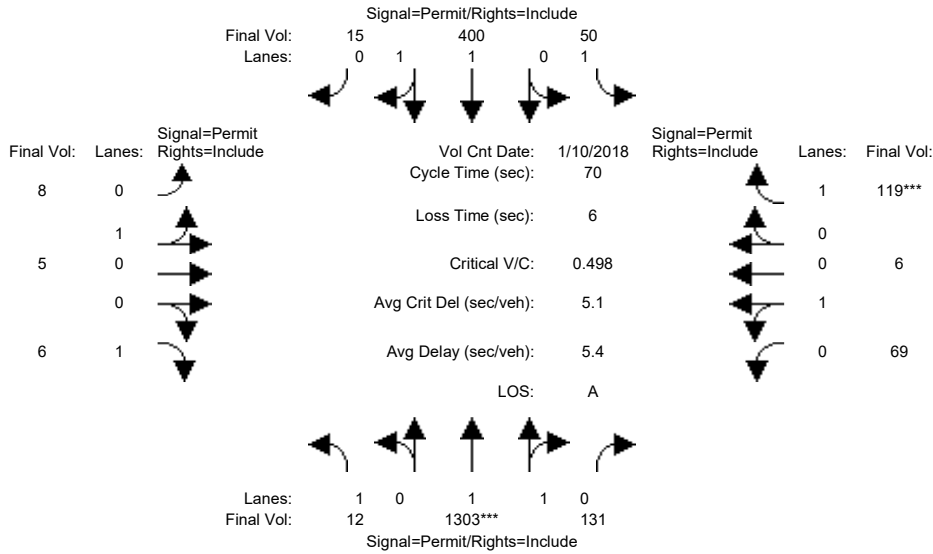 Signal=Permit/Rights=Include
Final Vol: 15 400 50
Lanes: 0 1 1 0 1
Signal=Permit
Final Vol: Lanes: Rights=Include
Vol Cnt Date: 1/10/2018
Signal=Permit
Rights=Include Lanes: Final Vol:
Cycle Time (sec): 70
8 0
1 119***
Loss Time (sec): 6
1
0
5 0
Critical V/C: 0.498
0 6
0
Avg Crit Del (sec/veh): 5.1
1
6 1
Avg Delay (sec/veh): 5.4
0 69
LOS: A
Lanes: 1 0 1 1 0
Final Vol: 12 1303*** 131
Signal=Permit/Rights=Include